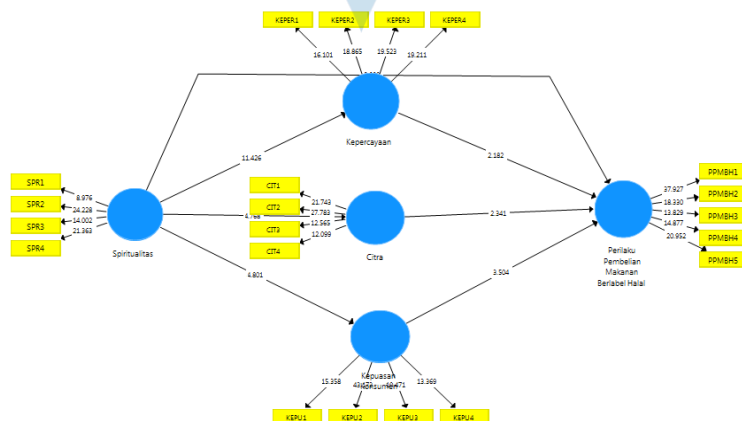 KEPER1 KEPER2 KEPER3 KEPER4
16.101 18.865 19.523 19.211
Kepercayaan
11.426
2.182
SPR1
SPR2
SPR3
SPR4
8.976
24.228
14.002
21.363
Spiritualitas
CIT1
CIT2
CIT3
CIT4
21.743
27.783
12.565
12.099
Citra
2.341
4.801
3.504
PPMBH1
PPMBH2
PPMBH3
PPMBH4
PPMBH5
37.927
18.330
13.829
14.877
20.952
Perilaku
Pembelian
Makanan
Berlabel Halal
Kepuasan
Konsumen
15.358 13.369
KEPU1 KEPU2 KEPU3 KEPU4